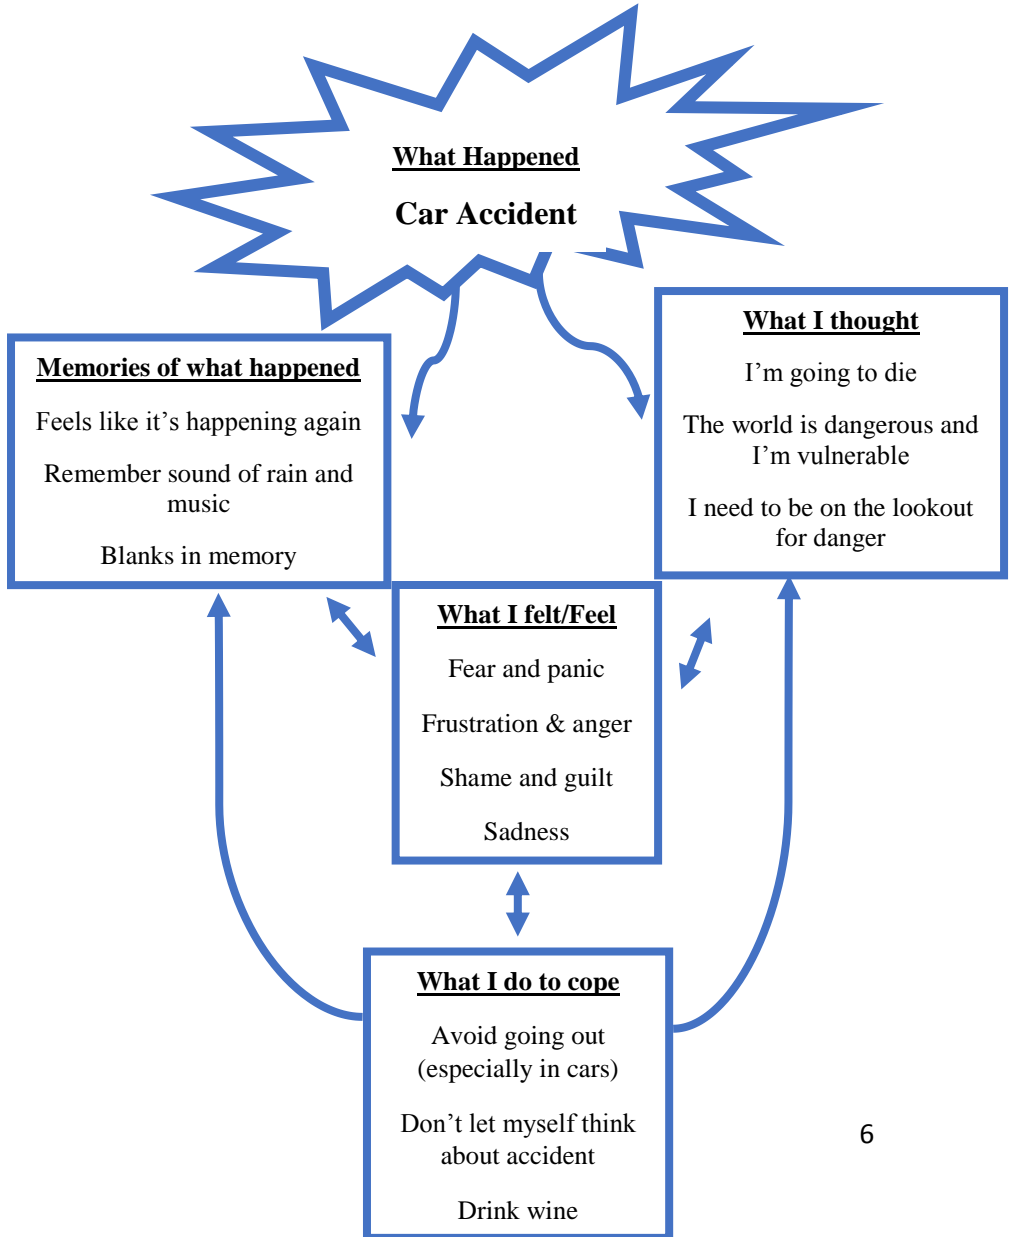 What Happened
Car Accident
Memories of what happened
Feels like it’s happening again
Remember sound of rain and
music
Blanks in memory
What I thought
I’m going to die
The world is dangerous and
I’m vulnerable
I need to be on the lookout
for danger
What I felt/Feel
Fear and panic
Frustration & anger
Shame and guilt
Sadness
What I do to cope
Avoid going out
(especially in cars)
Don’t let myself think
about accident
Drink wine
6